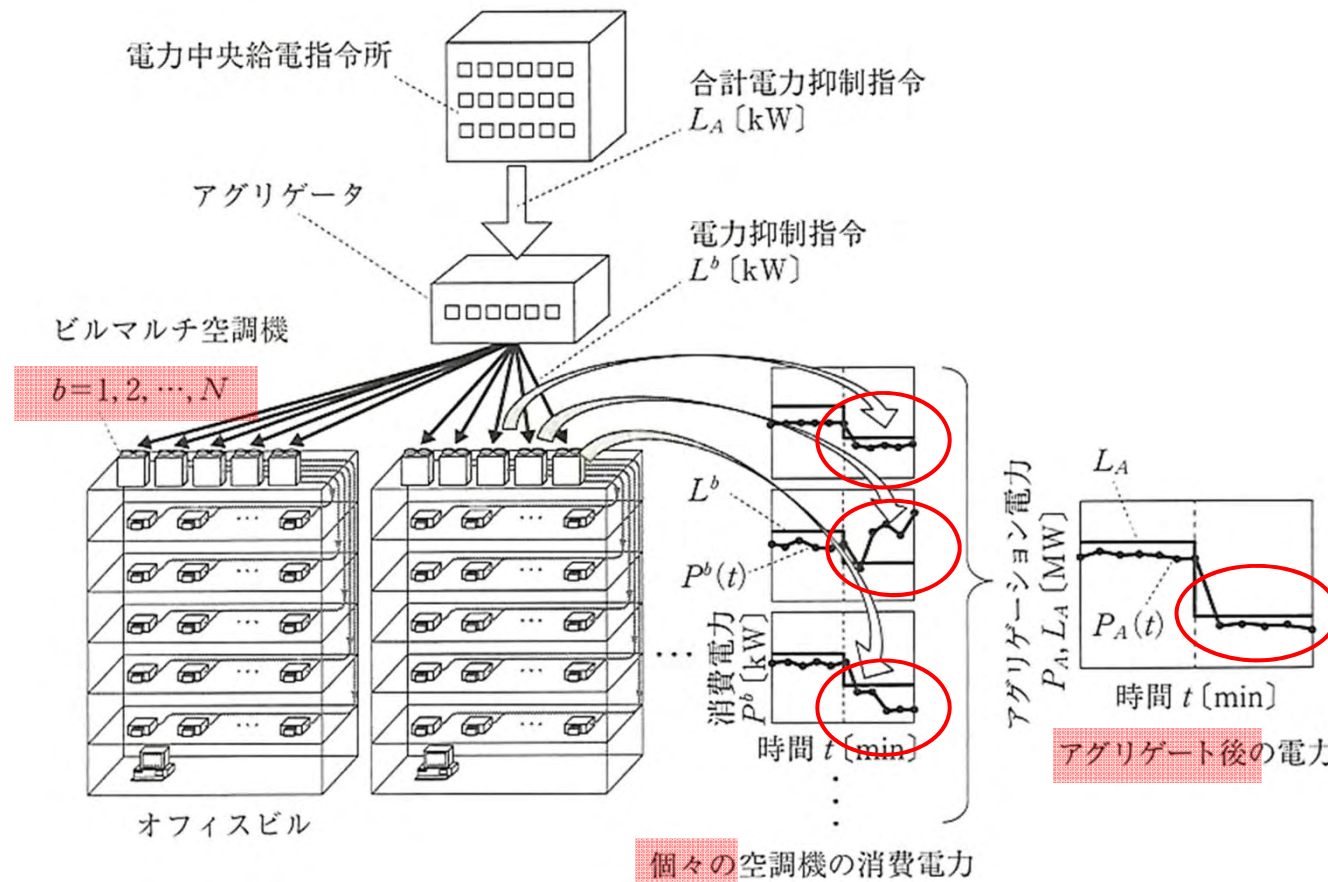 電力中央給電指令所
合計電力抑制指令
L_A〔kW〕
アグリゲータ
電力抑制指令
L^b〔kW〕
ビルマルチ空調機
b=1, 2, …, N
…
…
…
…
…
…
…
…
…
…
オフィスビル
L^b
P^b(t)
消費電力
P^b〔kW〕
時間 t〔min〕
…
⋮
個々の空調機の消費電力
アグリゲーション電力
P_A, L_A〔MW〕
L_A
P_A(t)
時間 t〔min〕
アグリゲート後の電力